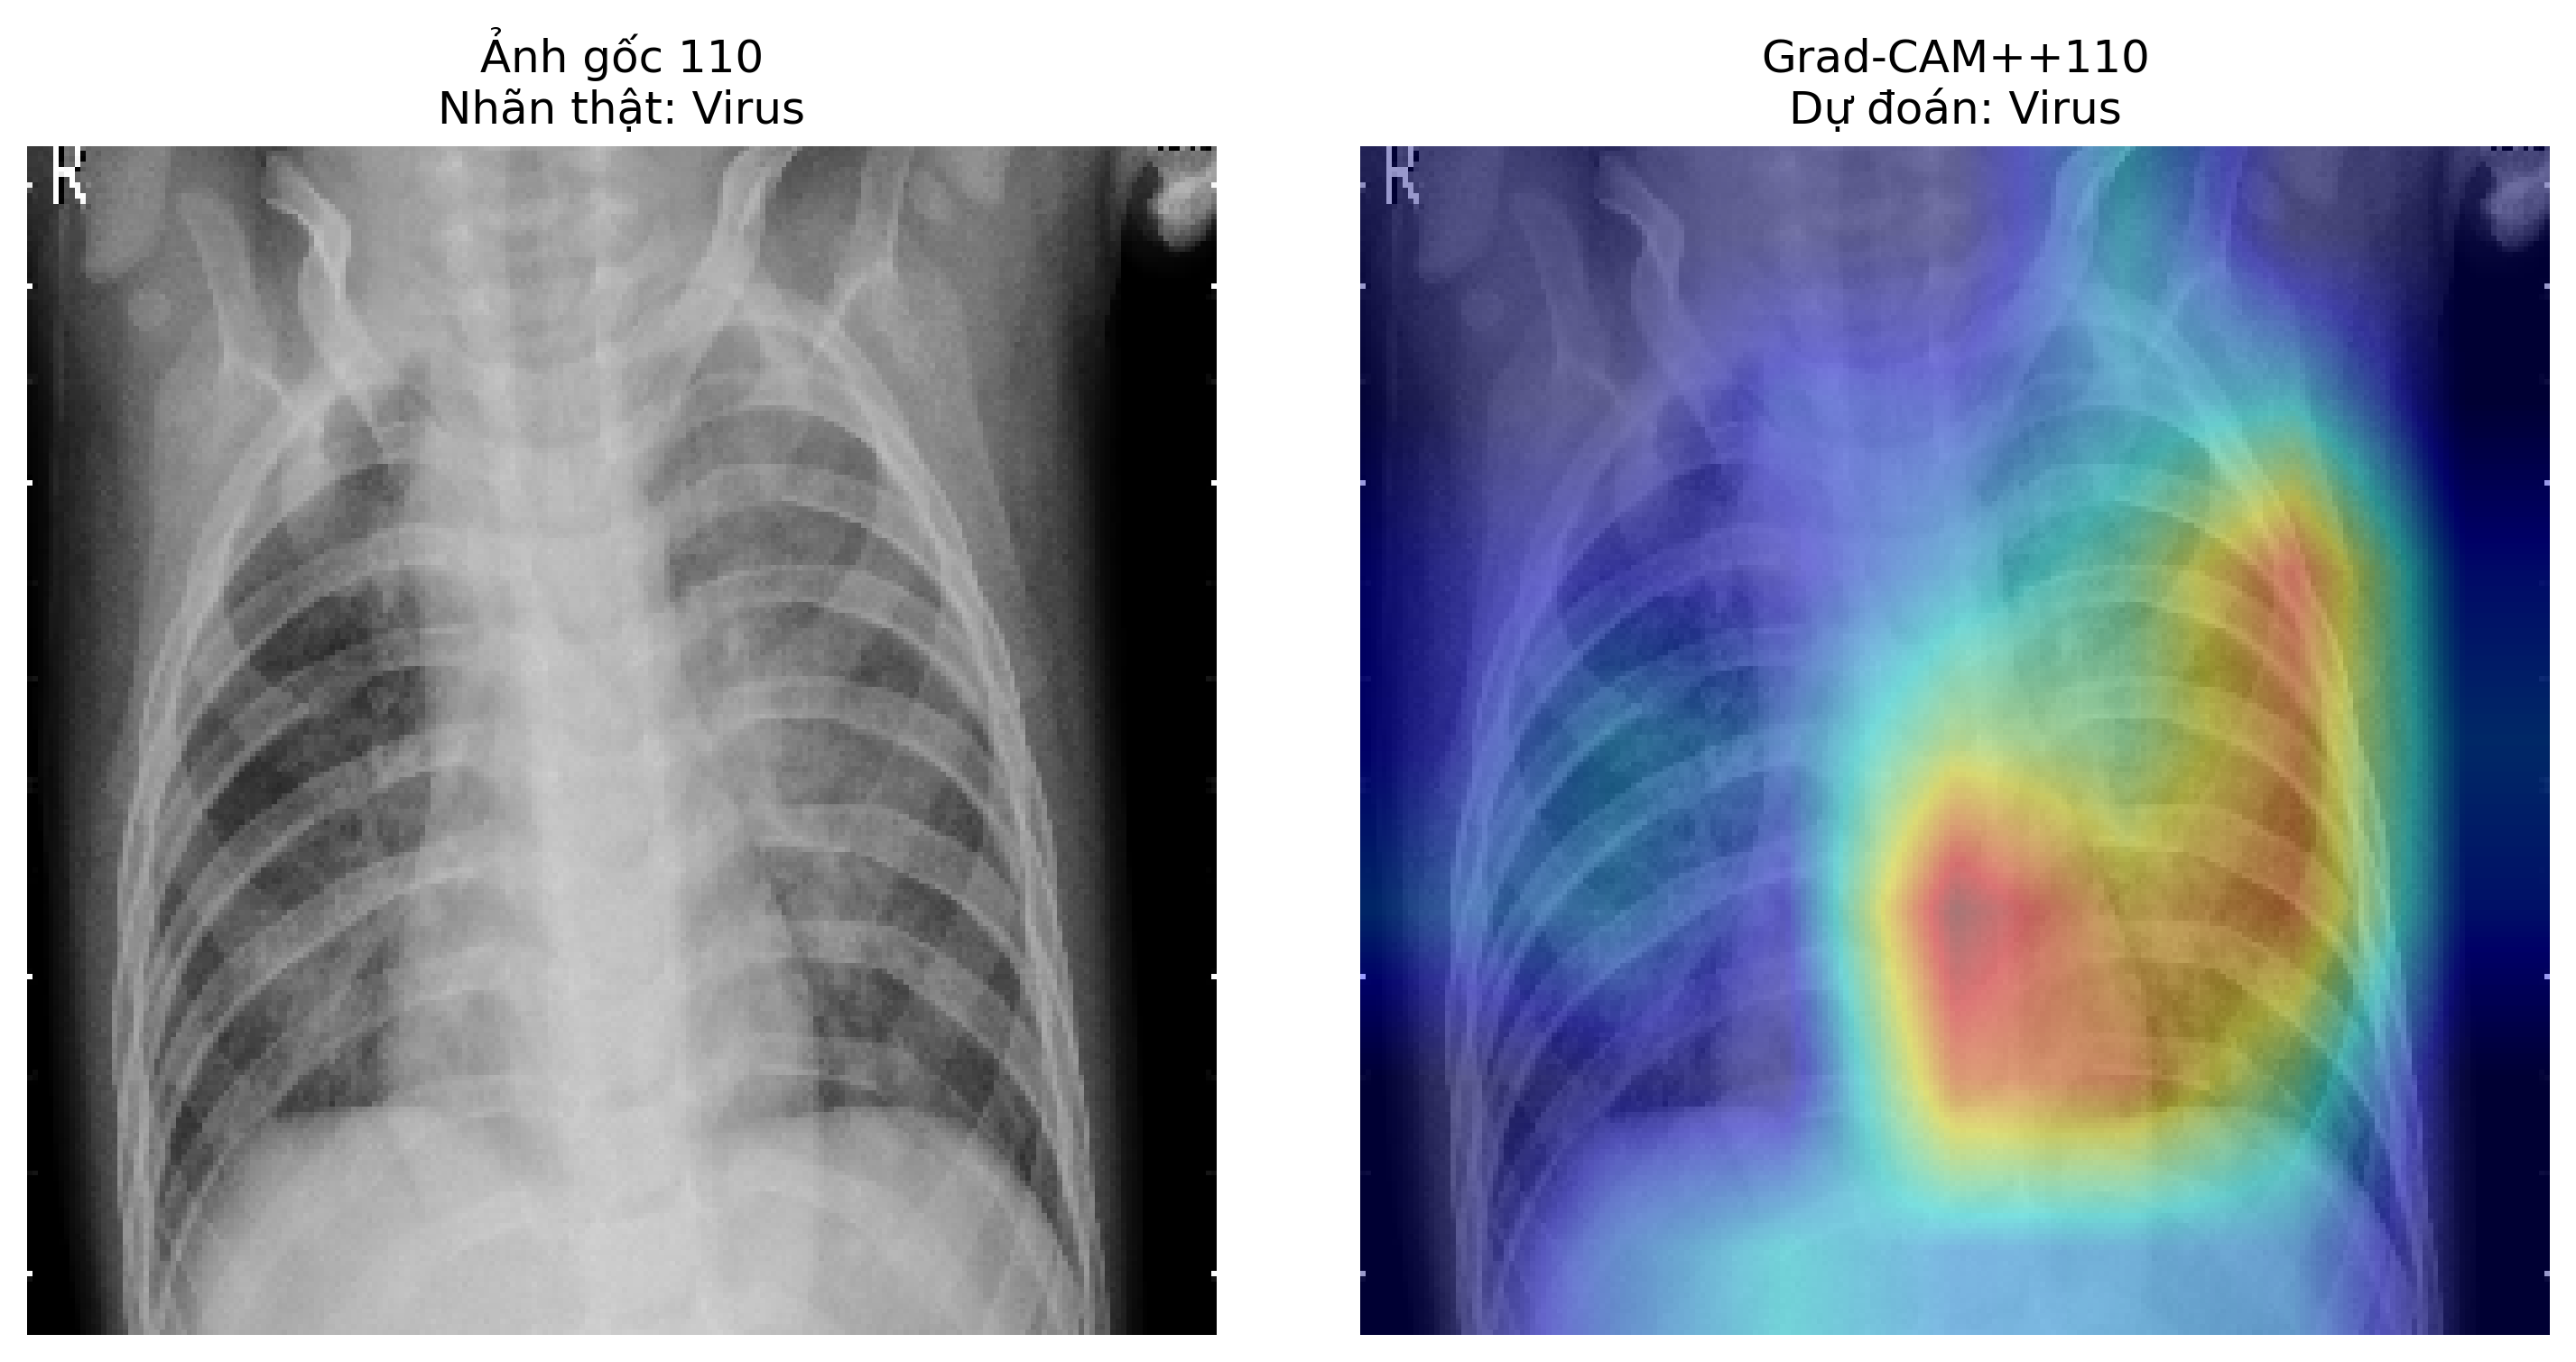 Ảnh gốc 110
Nhãn thật: Virus
Grad-CAM++110
Dự đoán: Virus
R
R